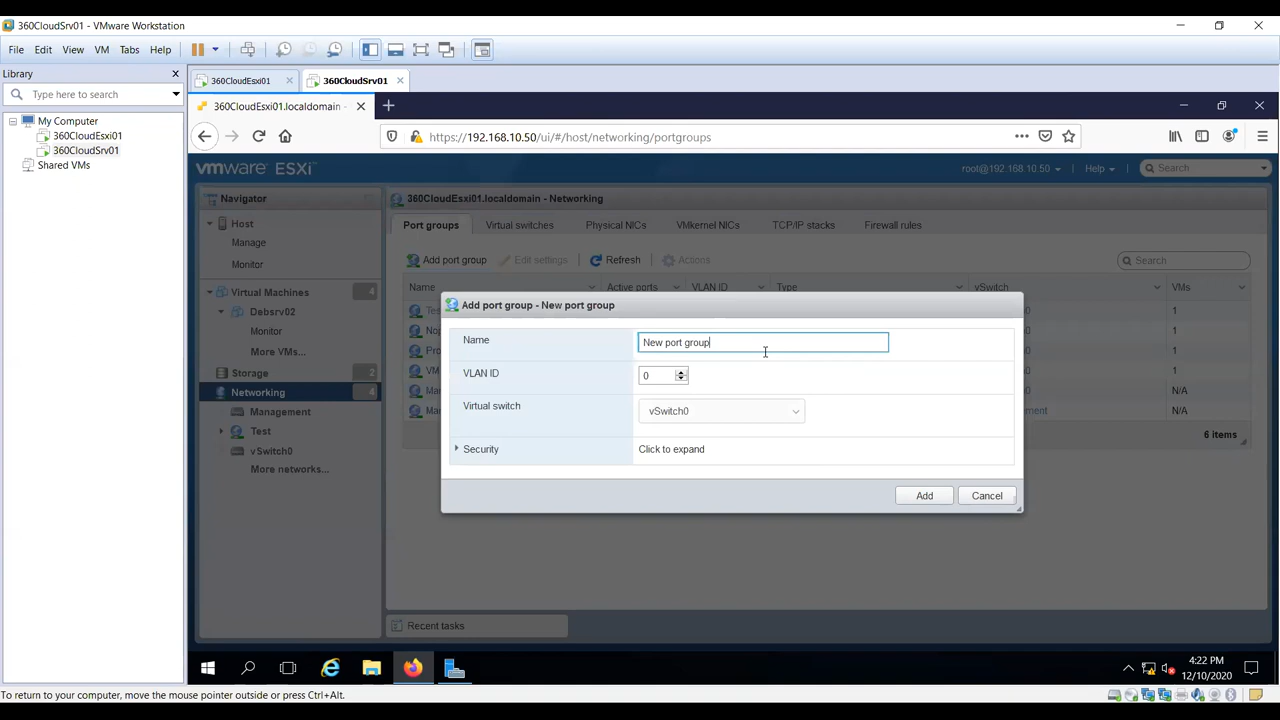 360CloudSrv01 - VMware Workstation
File Edit View VM Tabs Help
Library
Type here to search
My Computer
360CloudEsxi01
360CloudSrv01
Shared VMs
360CloudEsxi01 360CloudSrv01
360CloudEsxi01.localdomain -
https://192.168.10.50/ui/#/host/networking/portgroups
vmware ESXi™ root@192.168.10.50 Help Search
Navigator
Host
Manage
Monitor
Virtual Machines 4
Debsrv02
Monitor
More VMs...
Storage 2
Networking 4
Management
Test
vSwitch0
More networks...
360CloudEsxi01.localdomain - Networking
Port groups Virtual switches Physical NICs VMkernel NICs TCP/IP stacks Firewall rules
Add port group Edit settings Refresh Actions Search
Name Active ports VLAN ID Type vSwitch VMs
1
1
1
1
N/A
N/A
6 items
Add port group - New port group
Name New port group
VLAN ID 0
Virtual switch vSwitch0
Security Click to expand
Add Cancel
Recent tasks
4:22 PM
12/10/2020
To return to your computer, move the mouse pointer outside or press Ctrl+Alt.